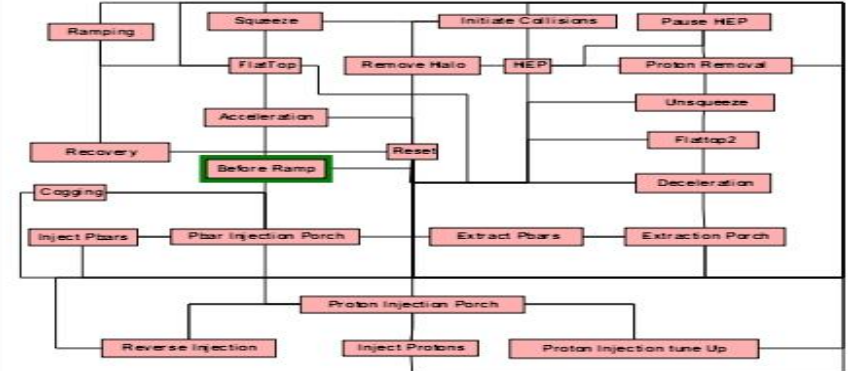 Squeeze
Initiate Collisions
Pause HEP
Ramping
FlatTop
Remove Halo
HEP
Proton Removal
Unsqueeze
Acceleration
Flattop2
Recovery
Reset
Before Ramp
Deceleration
Cogging
Inject Pbars
Pbar Injection Porch
Extract Pbars
Extraction Porch
Proton Injection Porch
Reverse Injection
Inject Protons
Proton Injection tune Up